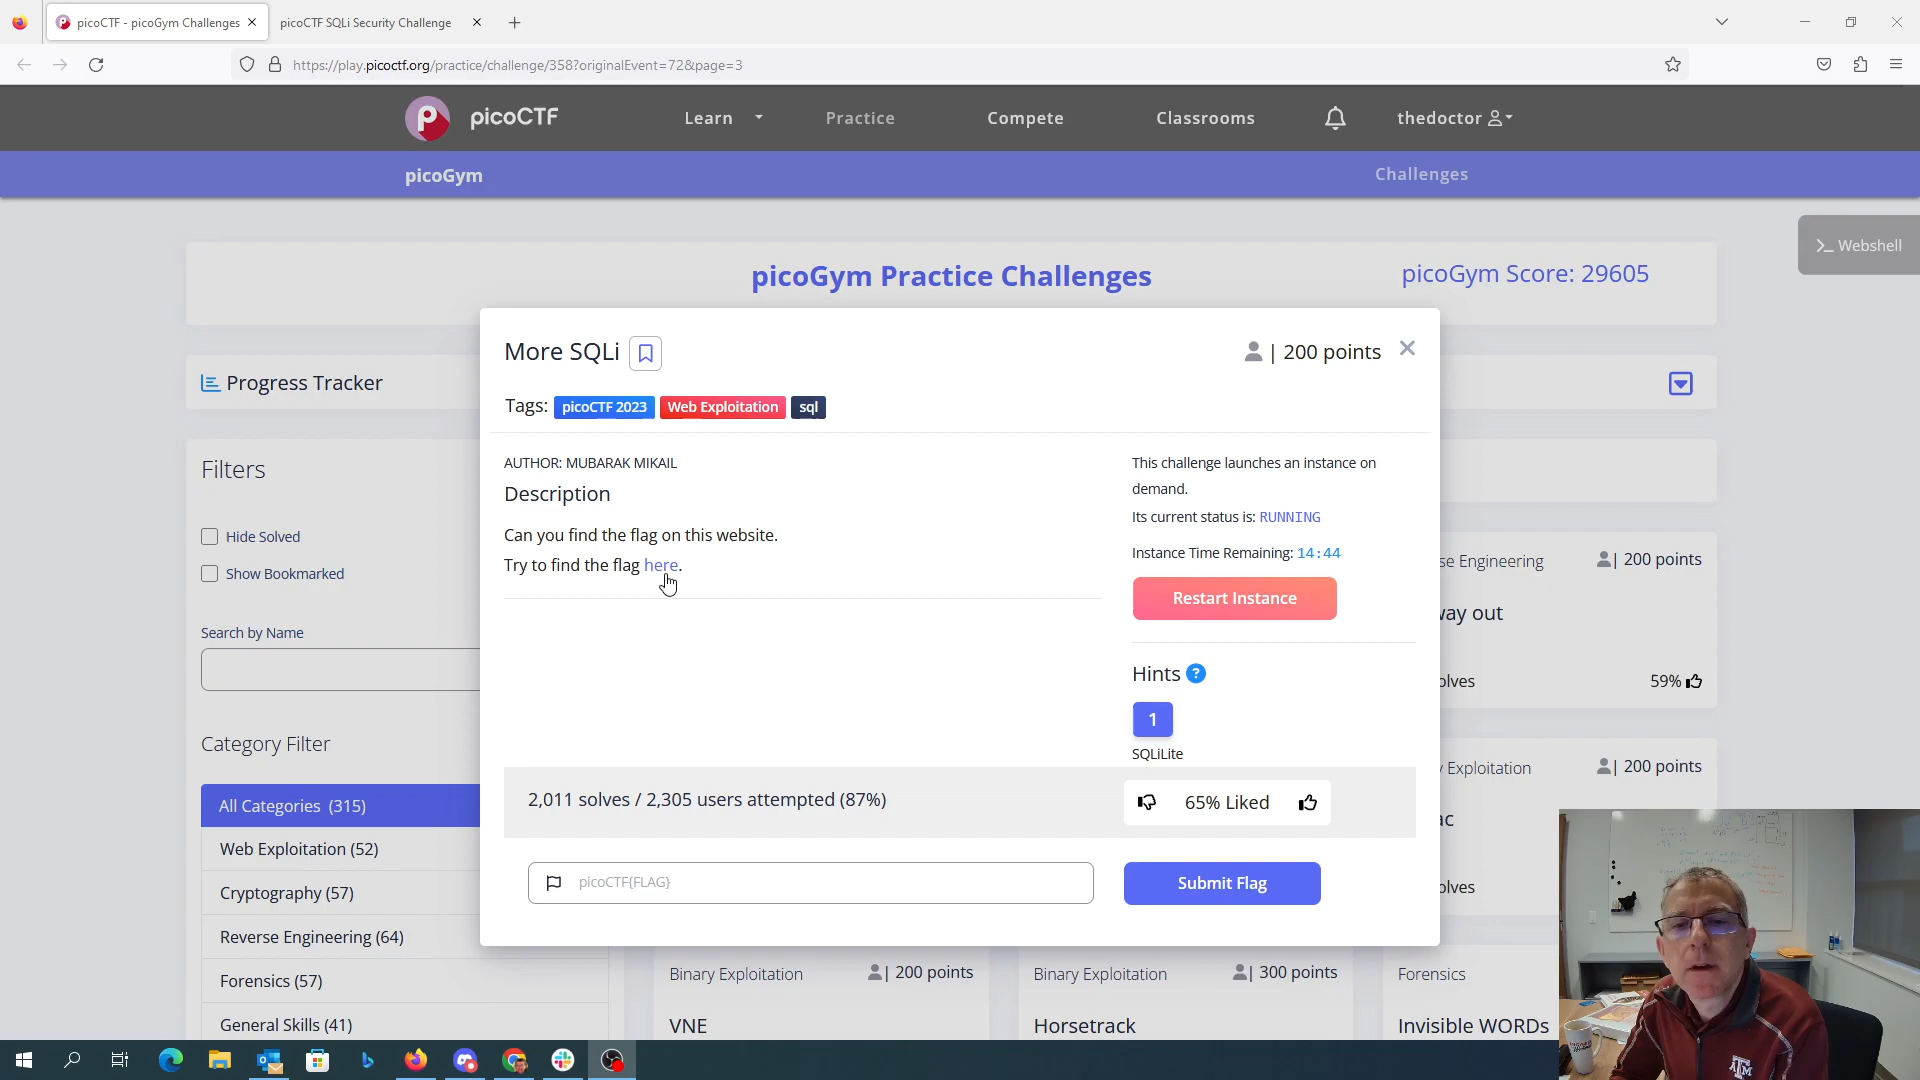 picoCTF - picoGym Challenges
picoCTF SQLi Security Challenge
https://play.picoctf.org/practice/challenge/358?originalEvent=72&page=3
picoCTF
Learn
Practice
Compete
Classrooms
thedoctor
picoGym
Challenges
Webshell
picoGym Practice Challenges
picoGym Score: 29605
More SQLi
| 200 points
Progress Tracker
Tags: picoCTF 2023 Web Exploitation sql
Filters
AUTHOR: MUBARAK MIKAIL
Description
Can you find the flag on this website.
Try to find the flag here.
This challenge launches an instance on
demand.
Its current status is: RUNNING
Instance Time Remaining: 14:44
Restart Instance
Hide Solved
Show Bookmarked
se Engineering
| 200 points
way out
Search by Name
Hints ?
1
SQLiLite
olves
59%
Category Filter
Exploitation
| 200 points
2,011 solves / 2,305 users attempted (87%)
65% Liked
All Categories (315)
ac
Web Exploitation (52)
picoCTF{FLAG}
Submit Flag
olves
Cryptography (57)
Reverse Engineering (64)
Forensics (57)
General Skills (41)
Binary Exploitation
| 200 points
VNE
Binary Exploitation
| 300 points
Horsetrack
Forensics
Invisible WORDs